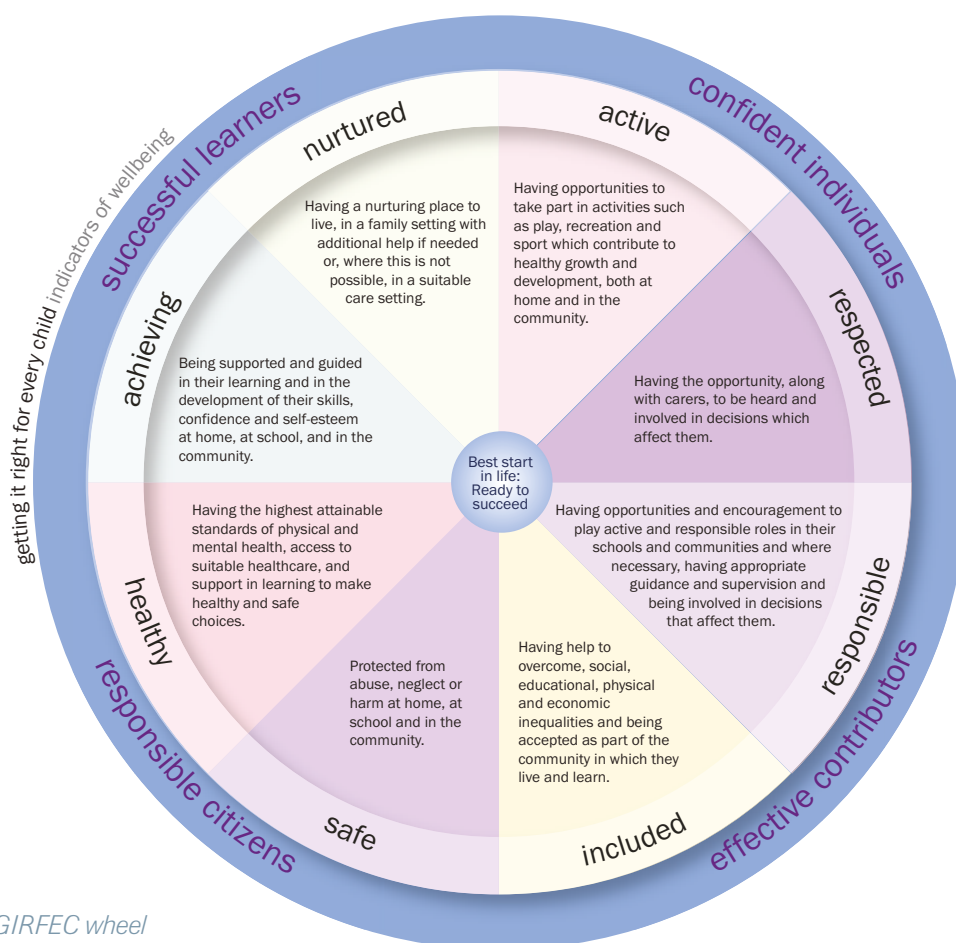 getting it right for every child indicators of wellbeing
successful learners
confident individuals
nurtured
Having a nurturing place to
live, in a family setting with
additional help if needed
or, where this is not
possible, in a suitable
care setting.
active
Having opportunities to
take part in activities such
as play, recreation and
sport which contribute to
healthy growth and
development, both at
home and in the
community.
respected
Having the opportunity, along
with carers, to be heard and
involved in decisions which
affect them.
achieving
Being supported and guided
in their learning and in the
development of their skills,
confidence and self-esteem
at home, at school, and in the
community.
Best start
in life:
Ready to
succeed
healthy
Having the highest attainable
standards of physical and
mental health, access to
suitable healthcare, and
support in learning to make
healthy and safe
choices.
responsible
Having opportunities and encouragement to
play active and responsible roles in their
schools and communities and where
necessary, having appropriate
guidance and supervision and
being involved in decisions
that affect them.
safe
Protected from
abuse, neglect or
harm at home, at
school and in the
community.
included
Having help to
overcome, social,
educational, physical
and economic
inequalities and being
accepted as part of the
community in which they
live and learn.
responsible citizens
effective contributors
GIRFEC wheel